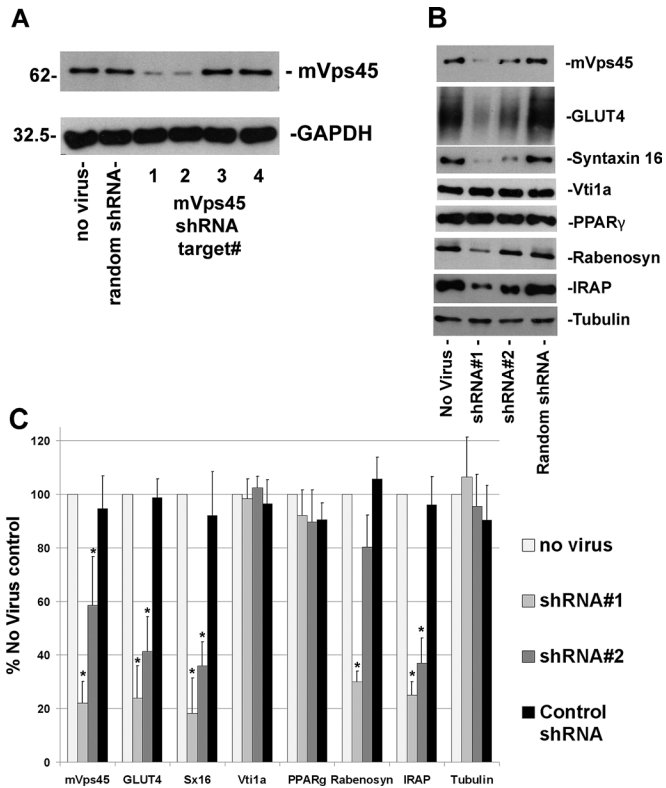 A
62-
- mVps45
32.5-
-GAPDH
no virus-
random shRNA-
1 2 3 4
mVps45
shRNA
target#
B
-mVps45
-GLUT4
-Syntaxin 16
-Vti1a
-PPARγ
-Rabenosyn
-IRAP
-Tubulin
No Virus -
shRNA#1 -
shRNA#2 -
Random shRNA -
C
% No Virus control
120
100
80
60
40
20
0
* * * * * * * * *
mVps45 GLUT4 Sx16 Vti1a PPARg Rabenosyn IRAP Tubulin
no virus
shRNA#1
shRNA#2
Control
shRNA